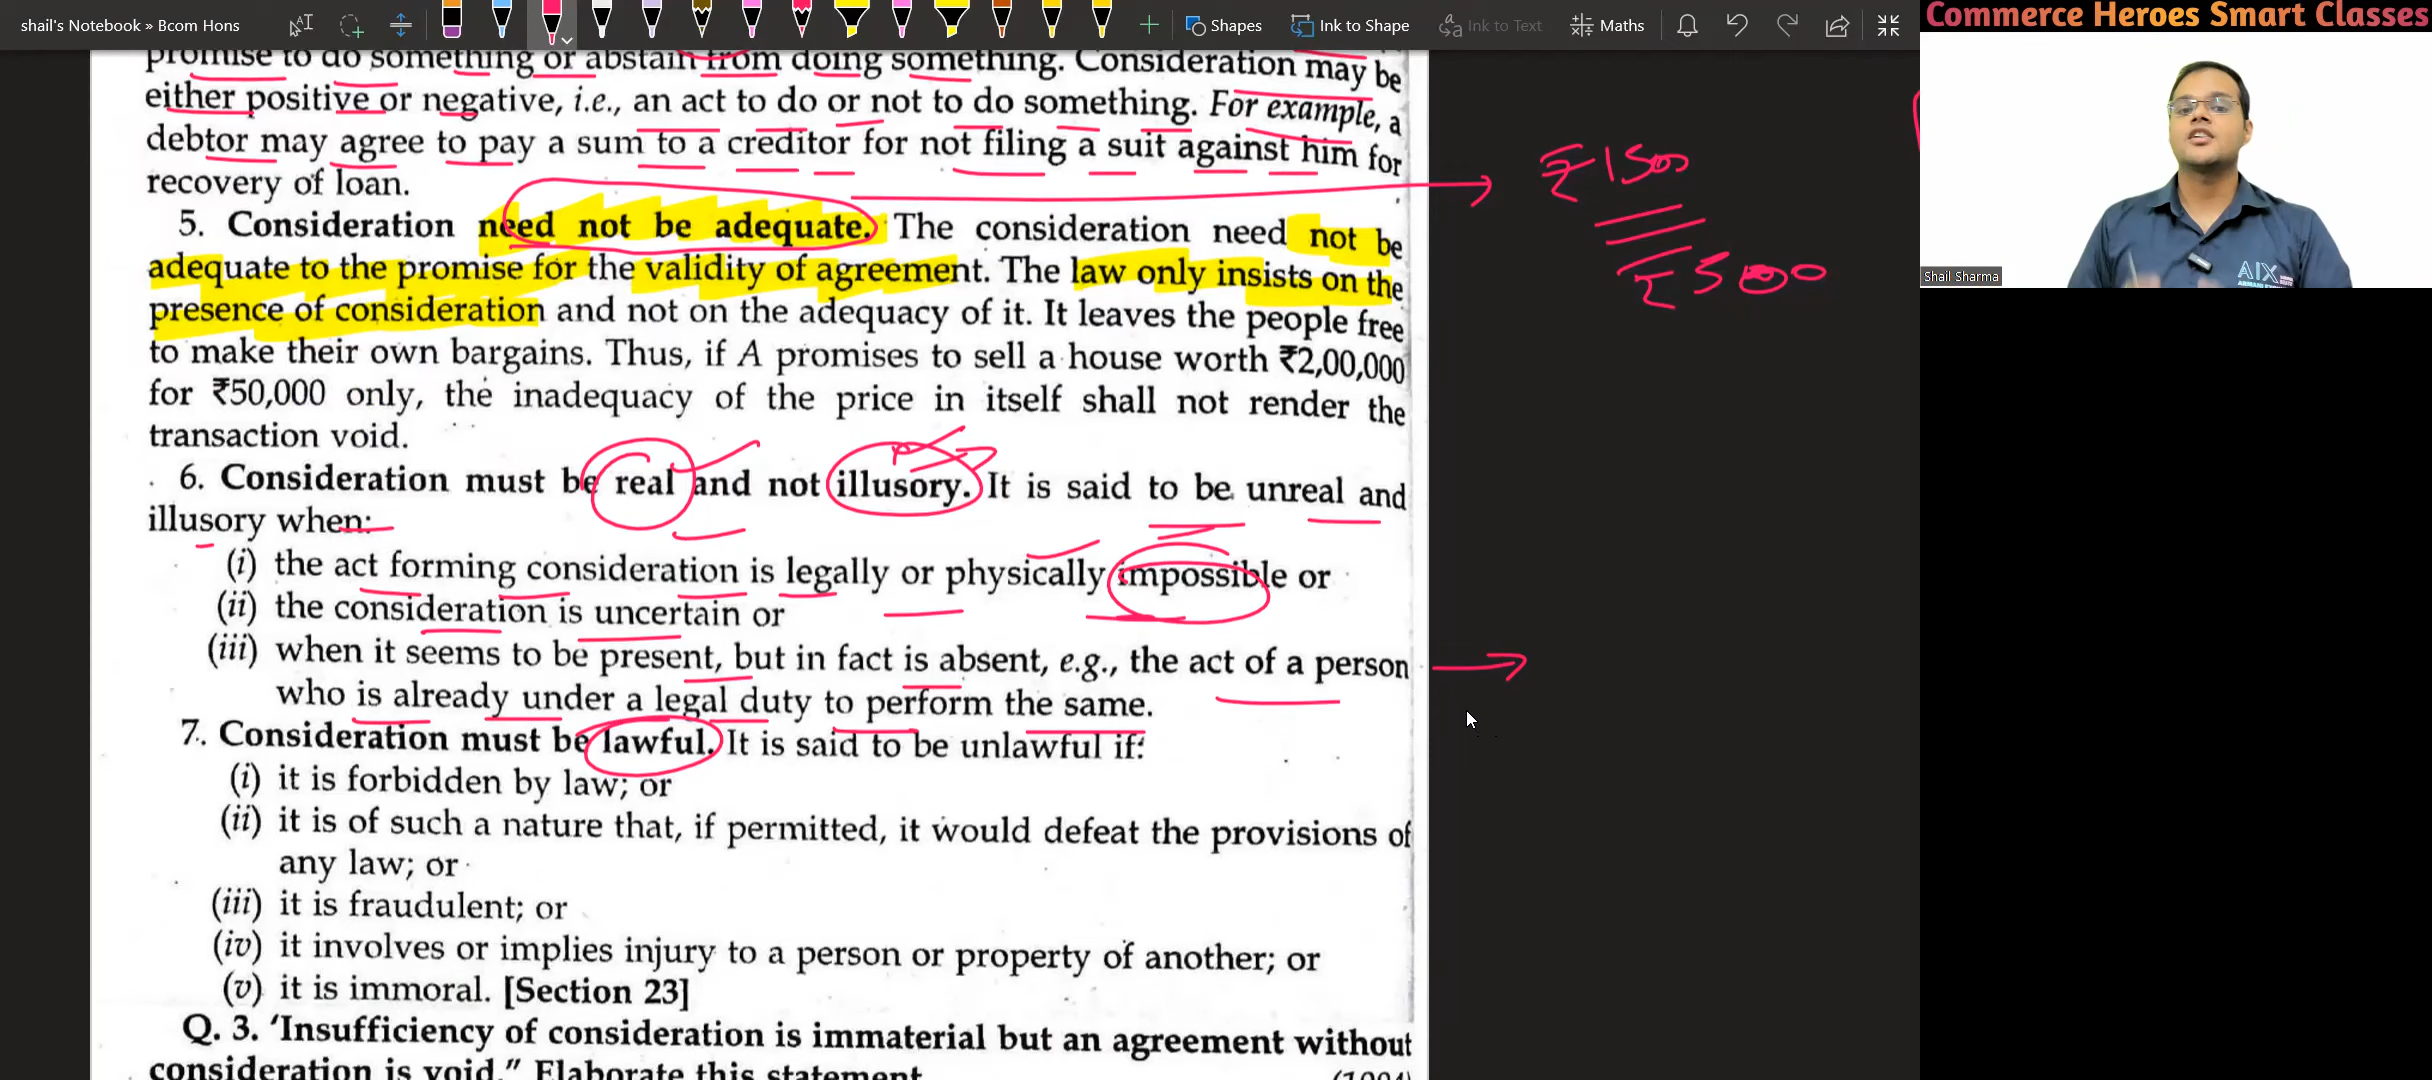 shail's Notebook » Bcom Hons
Shapes
Ink to Shape
Ink to Text
Maths
Commerce Heroes Smart Classes
promise to do something or abstain from doing something. Consideration may be
either positive or negative, i.e., an act to do or not to do something. For example, a
debtor may agree to pay a sum to a creditor for not filing a suit against him for
recovery of loan.
5. Consideration need not be adequate. The consideration need not be
adequate to the promise for the validity of agreement. The law only insists on the
presence of consideration and not on the adequacy of it. It leaves the people free
to make their own bargains. Thus, if A promises to sell a house worth ₹2,00,000
for ₹50,000 only, the inadequacy of the price in itself shall not render the
transaction void.
6. Consideration must be real and not illusory. It is said to be unreal and
illusory when:
(i) the act forming consideration is legally or physically impossible or
(ii) the consideration is uncertain or
(iii) when it seems to be present, but in fact is absent, e.g., the act of a person
who is already under a legal duty to perform the same.
7. Consideration must be lawful. It is said to be unlawful if:
(i) it is forbidden by law; or
(ii) it is of such a nature that, if permitted, it would defeat the provisions of
any law; or
(iii) it is fraudulent; or
(iv) it involves or implies injury to a person or property of another; or
(v) it is immoral. [Section 23]
Q. 3. 'Insufficiency of consideration is immaterial but an agreement without
consideration is void." Elaborate this statement
₹1500
₹500
AIX
Shail Sharma